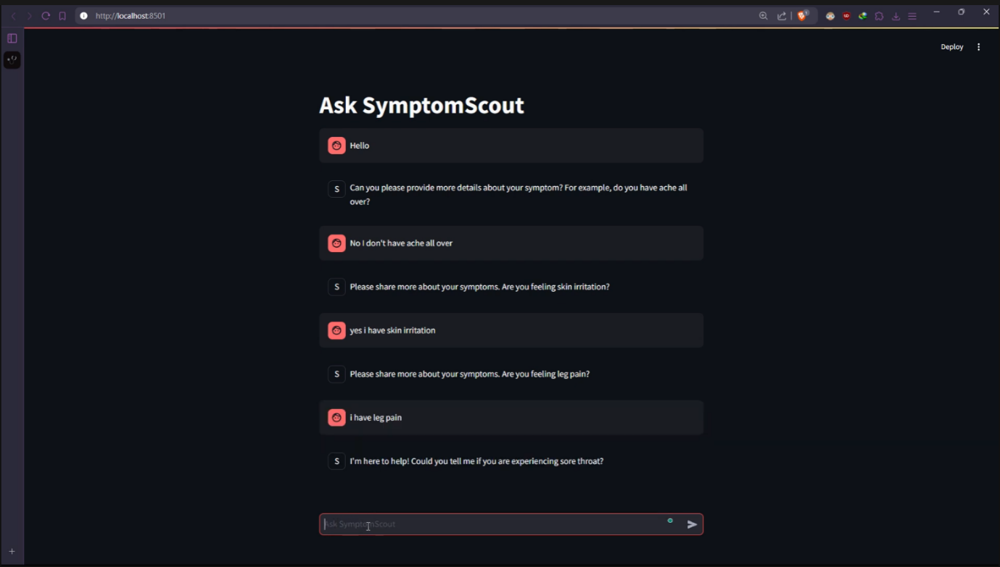 http://localhost:8501
Deploy
Ask SymptomScout
Hello
S Can you please provide more details about your symptom? For example, do you have ache all
over?
No I don't have ache all over
S Please share more about your symptoms. Are you feeling skin irritation?
yes i have skin irritation
S Please share more about your symptoms. Are you feeling leg pain?
i have leg pain
S I'm here to help! Could you tell me if you are experiencing sore throat?
Ask SymptomScout